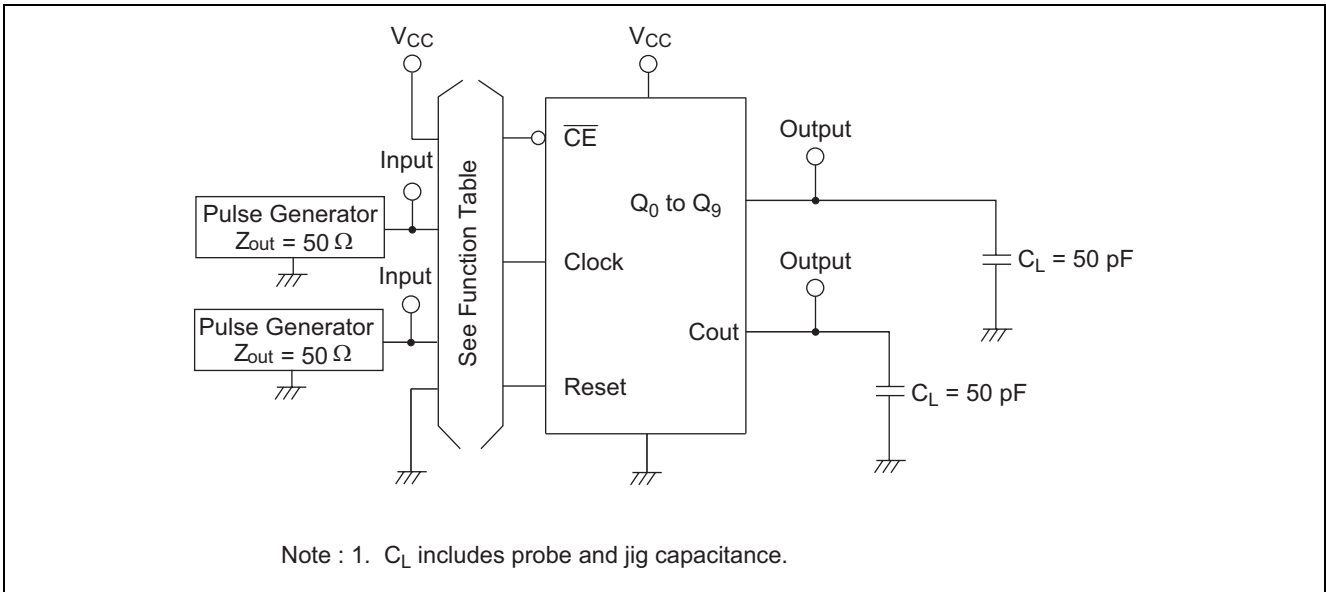 VCC
VCC
Input
Pulse Generator
Zout = 50 Ω
Input
Pulse Generator
Zout = 50 Ω
See Function Table
CE
Clock
Reset
Q0 to Q9
Cout
Output
CL = 50 pF
Output
CL = 50 pF
Note : 1. CL includes probe and jig capacitance.